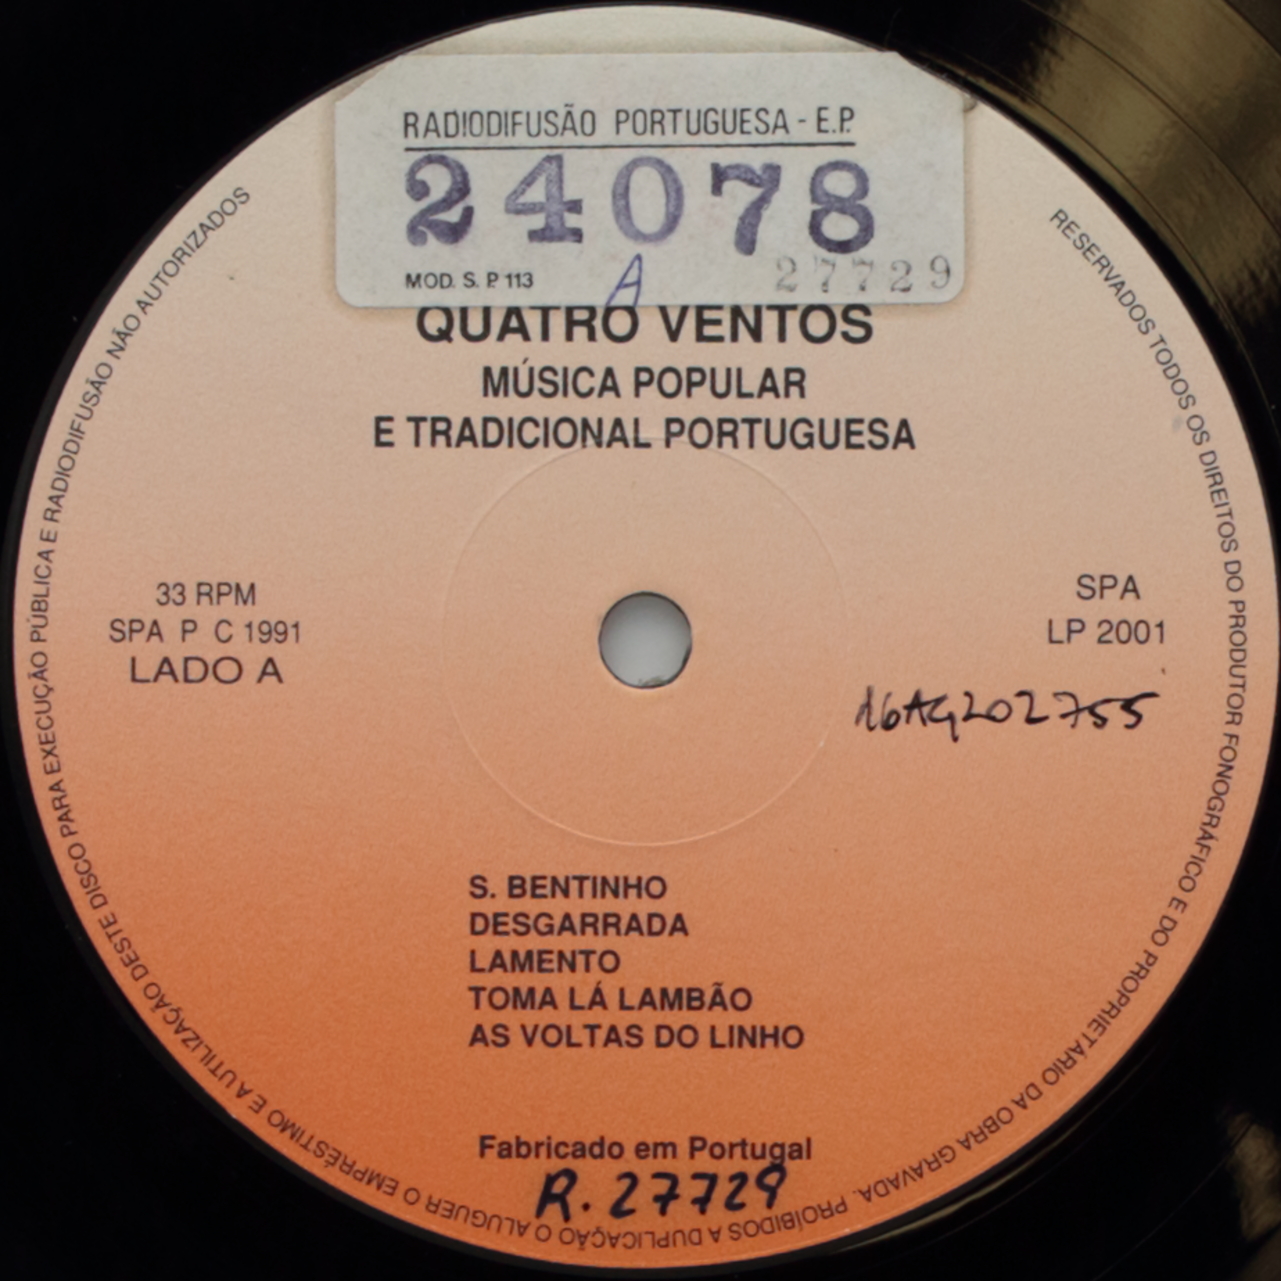 RADIODIFUSÃO PORTUGUESA - E.P.
24078
MOD. S. P. 113
A
27729
QUATRO VENTOS
MÚSICA POPULAR
E TRADICIONAL PORTUGUESA
33 RPM
SPA P C 1991
LADO A
SPA
LP 2001
16AG202755
S. BENTINHO
DESGARRADA
LAMENTO
TOMA LÁ LAMBÃO
AS VOLTAS DO LINHO
Fabricado em Portugal
R. 27729
RESERVADOS TODOS OS DIREITOS DO PRODUTOR FONOGRÁFICO E DO PROPRIETARIO DA OBRA GRAVADA. PROÍBIDOS A DUPLICAÇÃO O ALUGUER O EMPRÉSTIMO E A UTILIZAÇÃO DESTE DISCO PARA EXECUÇÃO PÚBLICA E RADIODIFUSÃO NÃO AUTORIZADOS